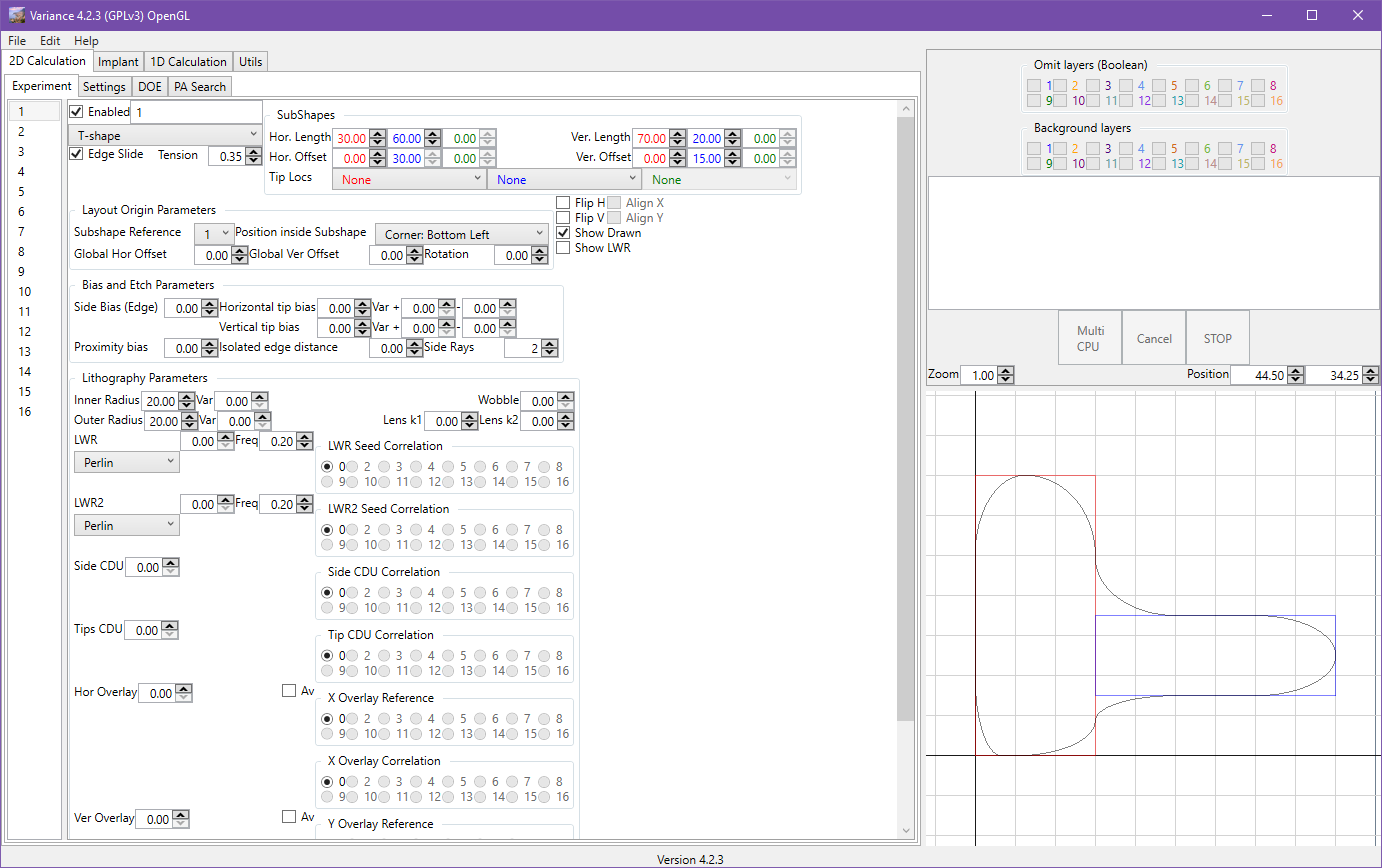 Variance 4.2.3 (GPLv3) OpenGL
File Edit Help
2D Calculation Implant 1D Calculation Utils
Experiment Settings DOE PA Search
1
2
3
4
5
6
7
8
9
10
11
12
13
14
15
16
Enabled 1
T-shape
Edge Slide Tension 0.35
SubShapes
Hor. Length 30.00 60.00 0.00 Ver. Length 70.00 20.00 0.00
Hor. Offset 0.00 30.00 0.00 Ver. Offset 0.00 15.00 0.00
Tip Locs None None None
Layout Origin Parameters
Subshape Reference 1 Position inside Subshape Corner: Bottom Left
Global Hor Offset 0.00 Global Ver Offset 0.00 Rotation 0.00
Flip H Align X
Flip V Align Y
Show Drawn
Show LWR
Bias and Etch Parameters
Side Bias (Edge) 0.00 Horizontal tip bias 0.00 Var + 0.00 - 0.00
Vertical tip bias 0.00 Var + 0.00 - 0.00
Proximity bias 0.00 Isolated edge distance 0.00 Side Rays 2
Lithography Parameters
Inner Radius 20.00 Var 0.00 Wobble 0.00
Outer Radius 20.00 Var 0.00 Lens k1 0.00 Lens k2 0.00
LWR 0.00 Freq 0.20
Perlin
LWR Seed Correlation
0 2 3 4 5 6 7 8
9 10 11 12 13 14 15 16
LWR2 0.00 Freq 0.20
Perlin
LWR2 Seed Correlation
0 2 3 4 5 6 7 8
9 10 11 12 13 14 15 16
Side CDU 0.00
Side CDU Correlation
0 2 3 4 5 6 7 8
9 10 11 12 13 14 15 16
Tips CDU 0.00
Tip CDU Correlation
0 2 3 4 5 6 7 8
9 10 11 12 13 14 15 16
Hor Overlay 0.00 Av
X Overlay Reference
0 2 3 4 5 6 7 8
9 10 11 12 13 14 15 16
X Overlay Correlation
0 2 3 4 5 6 7 8
9 10 11 12 13 14 15 16
Ver Overlay 0.00 Av
Y Overlay Reference
Omit layers (Boolean)
1 2 3 4 5 6 7 8
9 10 11 12 13 14 15 16
Background layers
1 2 3 4 5 6 7 8
9 10 11 12 13 14 15 16
Multi CPU
Cancel
STOP
Zoom 1.00 Position 44.50 34.25
Version 4.2.3